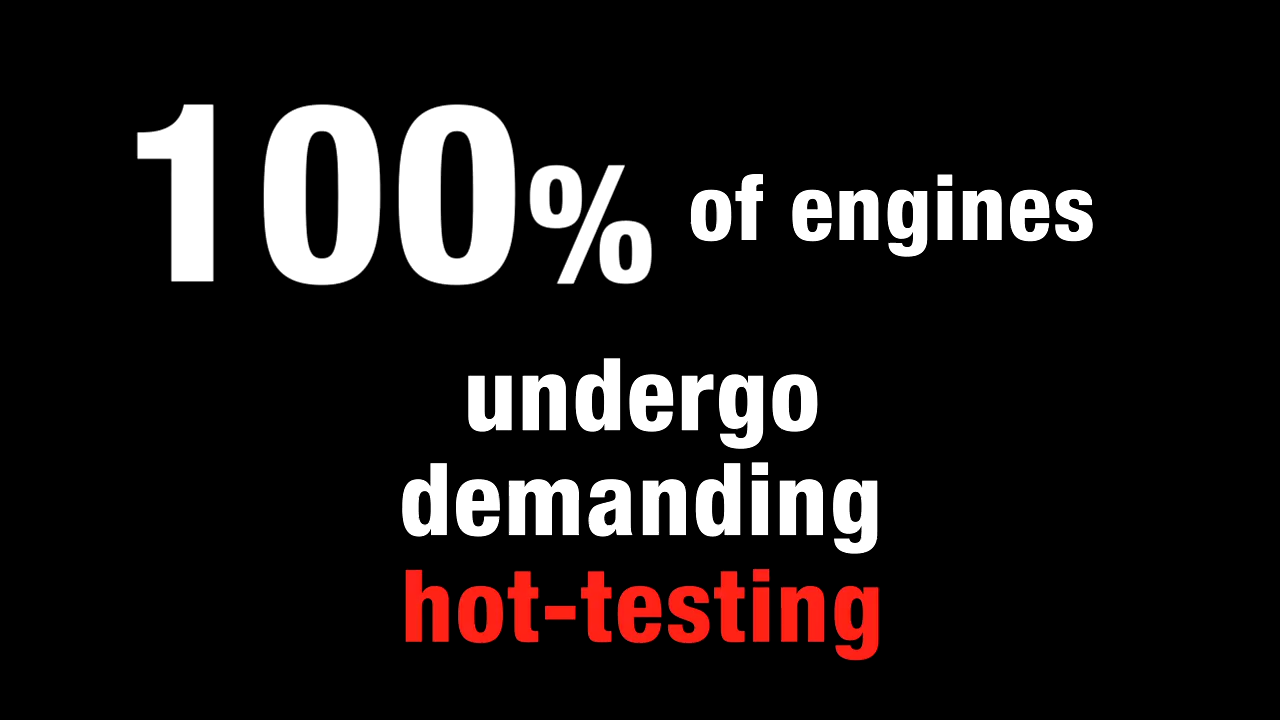 100% of engines
undergo
demanding
hot-testing